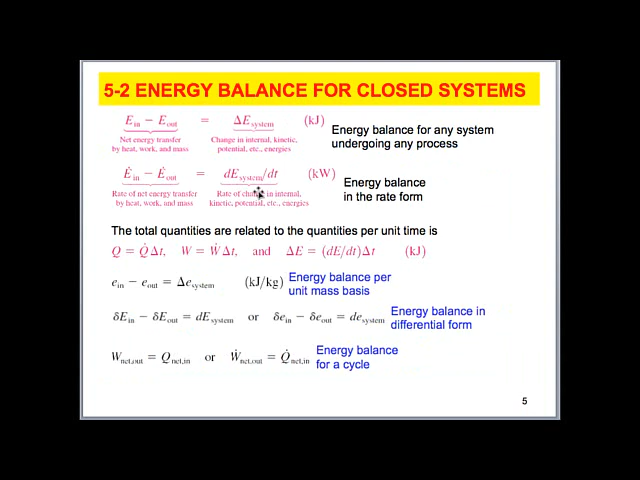 5-2 ENERGY BALANCE FOR CLOSED SYSTEMS
E_in − E_out = ΔE_system (kJ) Energy balance for any system undergoing any process
Net energy transfer by heat, work, and mass
Change in internal, kinetic, potential, etc., energies
Ė_in − Ė_out = dE_system/dt (kW) Energy balance in the rate form
Rate of net energy transfer by heat, work, and mass
Rate of change in internal, kinetic, potential, etc., energies
The total quantities are related to the quantities per unit time is
Q = Q̇ Δt, W = Ẇ Δt, and ΔE = (dE/dt)Δt (kJ)
e_in − e_out = Δe_system (kJ/kg) Energy balance per unit mass basis
δE_in − δE_out = dE_system or δe_in − δe_out = de_system Energy balance in differential form
W_net,out = Q_net,in or Ẇ_net,out = Q̇_net,in Energy balance for a cycle
5